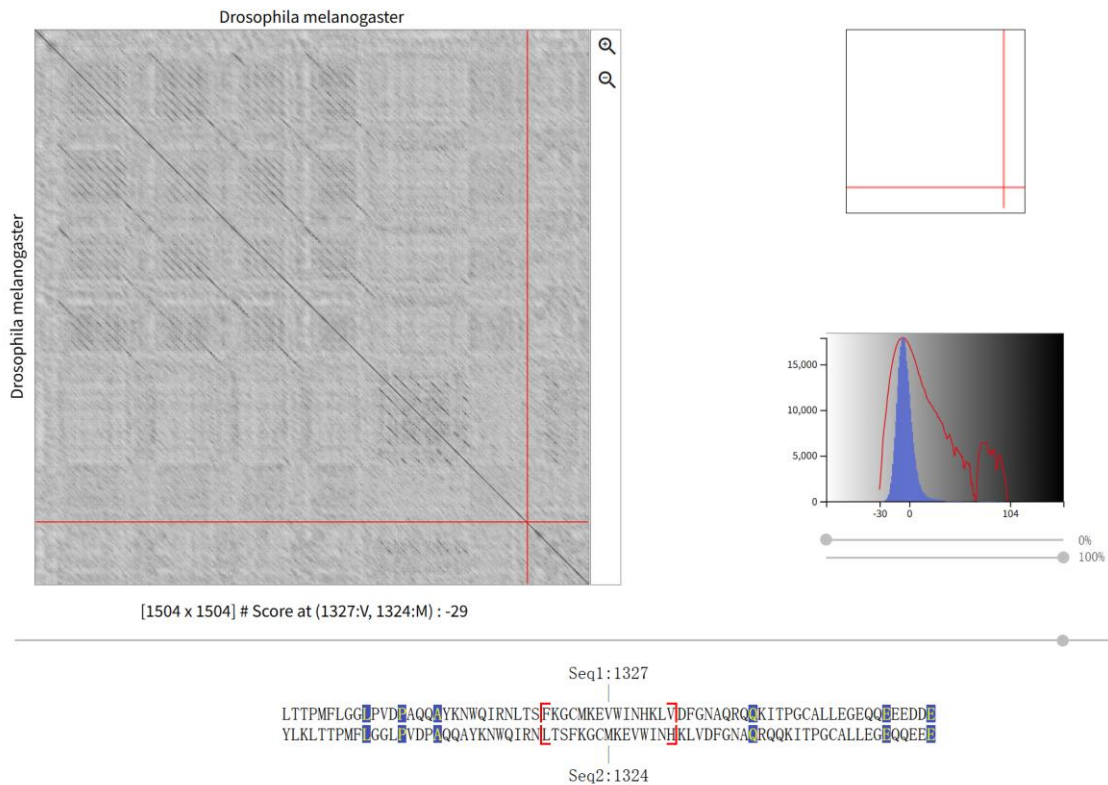 Drosophila melanogaster
Drosophila melanogaster
15,000
10,000
5,000
0
-30 0 104
0%
100%
[1504 x 1504] # Score at (1327:V, 1324:M) : -29
Seq1:1327
LTTPMFLGGLPVDPAQQAYKNWQIRNLTSFKGCMKEVWINHKLVDFGNAQRQQKITPGCALLEGEQQEEEDDE
YLKLTTPMFLGGLPVDPAQQAYKNWQIRNLTSFKGCMKEVWINHKLVDFGNAQRQQKITPGCALLEGEQQEEE
Seq2:1324